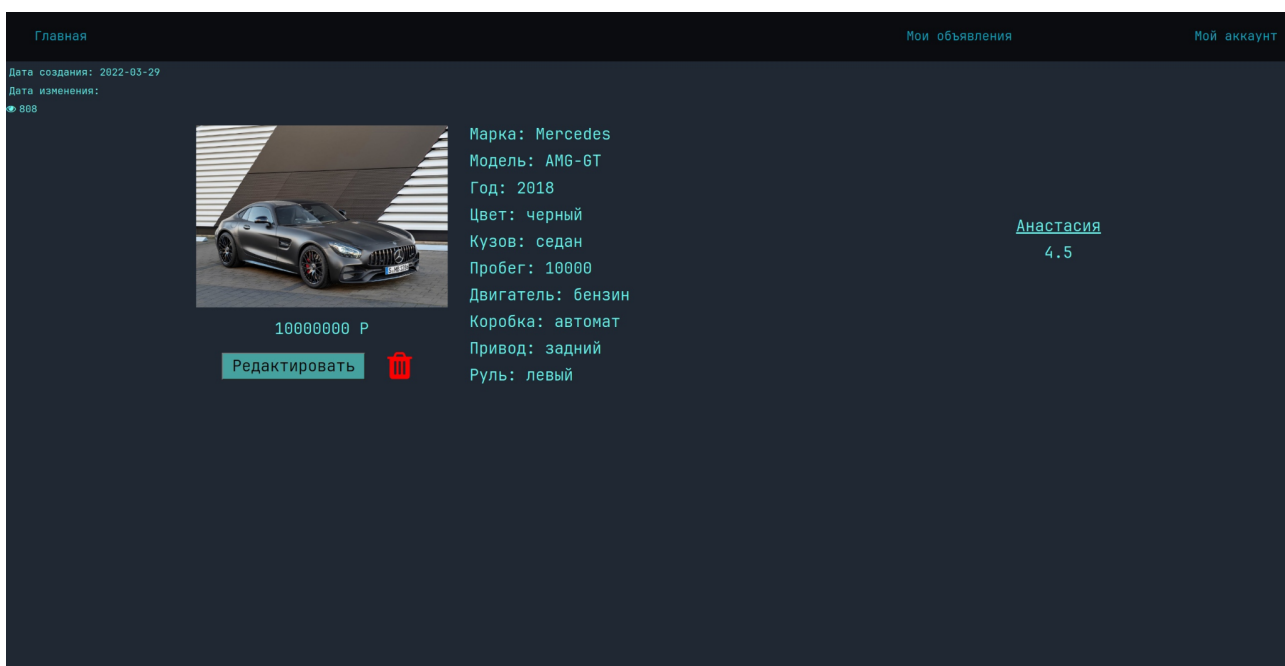 Главная
Мои объявления
Мой аккаунт
Дата создания: 2022-03-29
Дата изменения:
808
Марка: Mercedes
Модель: AMG-GT
Год: 2018
Цвет: черный
Кузов: седан
Пробег: 10000
Двигатель: бензин
Коробка: автомат
Привод: задний
Руль: левый
10000000 Р
Редактировать
Анастасия
4.5